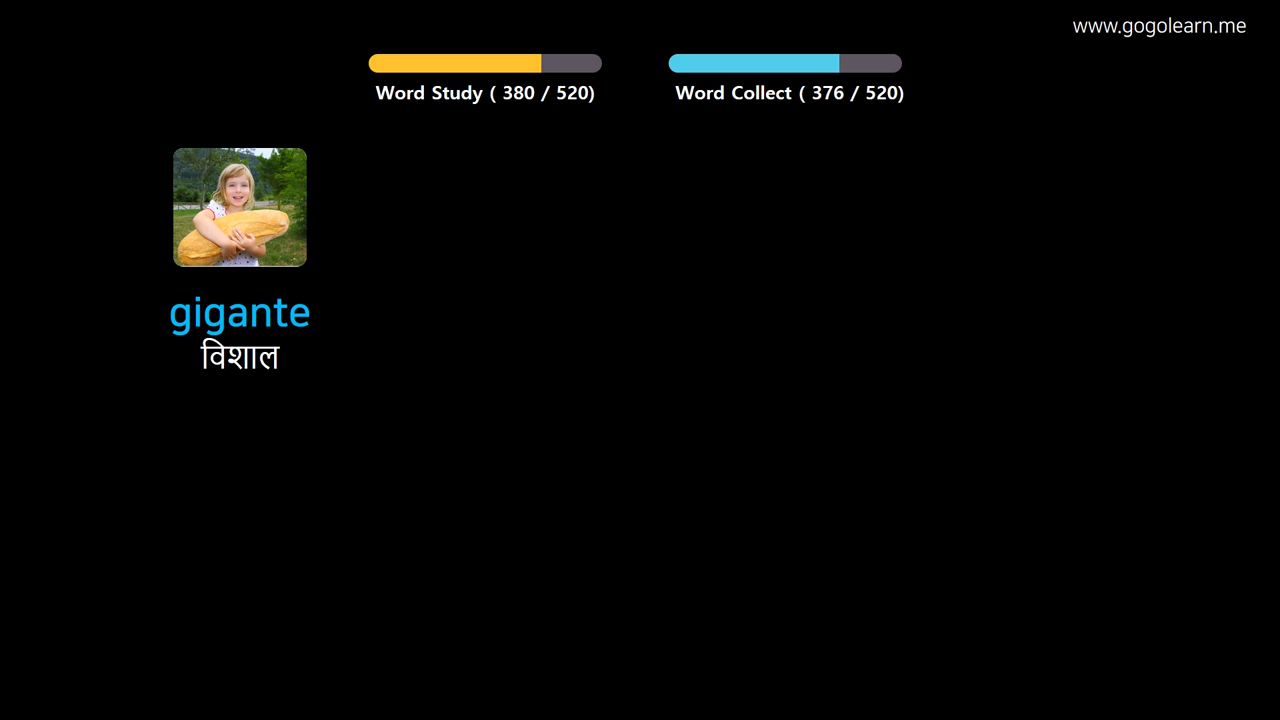 www.gogolearn.me
Word Study ( 380 / 520)
Word Collect ( 376 / 520)
gigante
विशाल